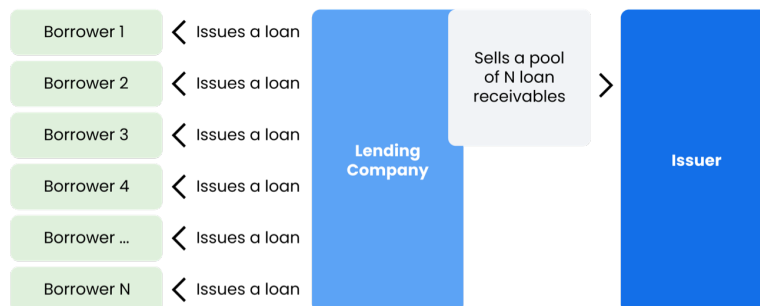 Borrower 1
Issues a loan
Borrower 2
Issues a loan
Borrower 3
Issues a loan
Borrower 4
Issues a loan
Borrower ...
Issues a loan
Borrower N
Issues a loan
Lending
Company
Sells a pool
of N loan
receivables
Issuer